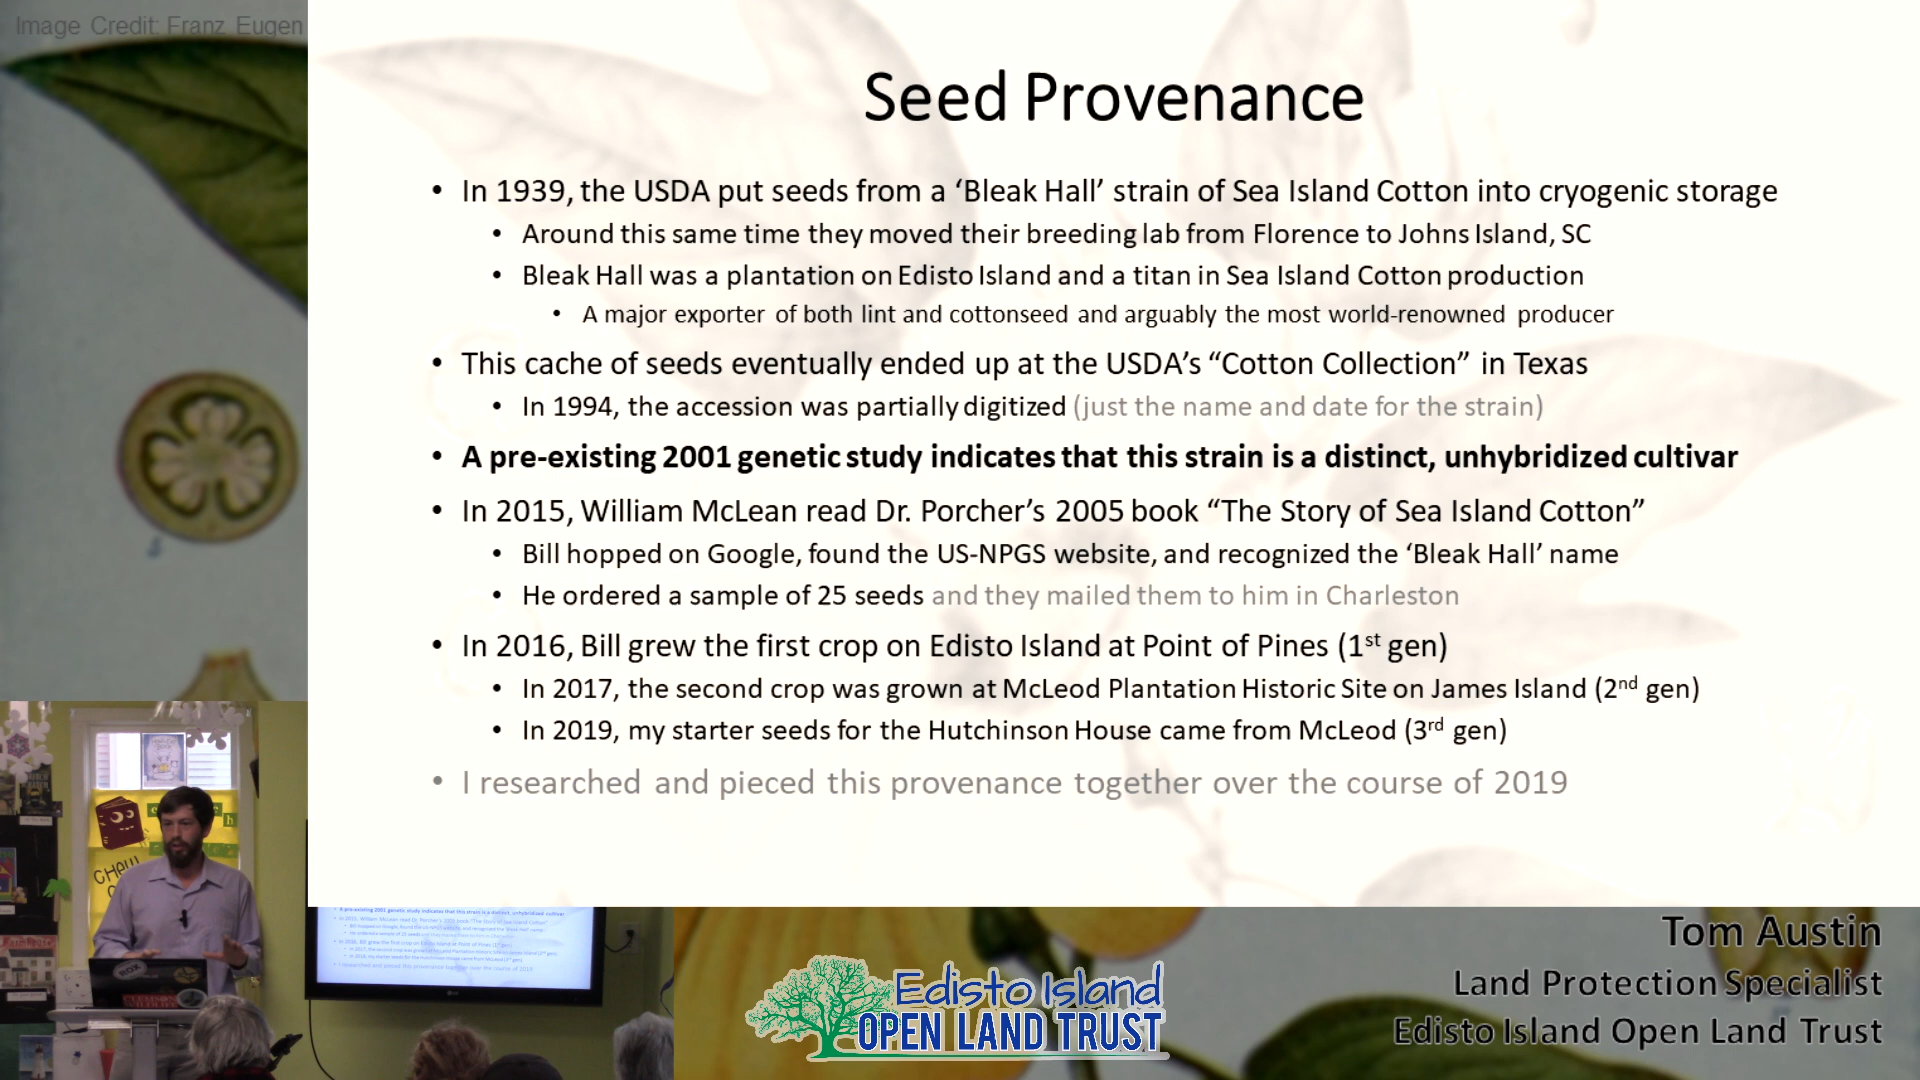 Image Credit: Franz Eugen
Seed Provenance
• In 1939, the USDA put seeds from a ‘Bleak Hall’ strain of Sea Island Cotton into cryogenic storage
• Around this same time they moved their breeding lab from Florence to Johns Island, SC
• Bleak Hall was a plantation on Edisto Island and a titan in Sea Island Cotton production
• A major exporter of both lint and cottonseed and arguably the most world-renowned producer
• This cache of seeds eventually ended up at the USDA’s “Cotton Collection” in Texas
• In 1994, the accession was partially digitized (just the name and date for the strain)
• A pre-existing 2001 genetic study indicates that this strain is a distinct, unhybridized cultivar
• In 2015, William McLean read Dr. Porcher’s 2005 book “The Story of Sea Island Cotton”
• Bill hopped on Google, found the US-NPGS website, and recognized the ‘Bleak Hall’ name
• He ordered a sample of 25 seeds and they mailed them to him in Charleston
• In 2016, Bill grew the first crop on Edisto Island at Point of Pines (1st gen)
• In 2017, the second crop was grown at McLeod Plantation Historic Site on James Island (2nd gen)
• In 2019, my starter seeds for the Hutchinson House came from McLeod (3rd gen)
• I researched and pieced this provenance together over the course of 2019
CHEW
Edisto Island
OPEN LAND TRUST
Tom Austin
Land Protection Specialist
Edisto Island Open Land Trust